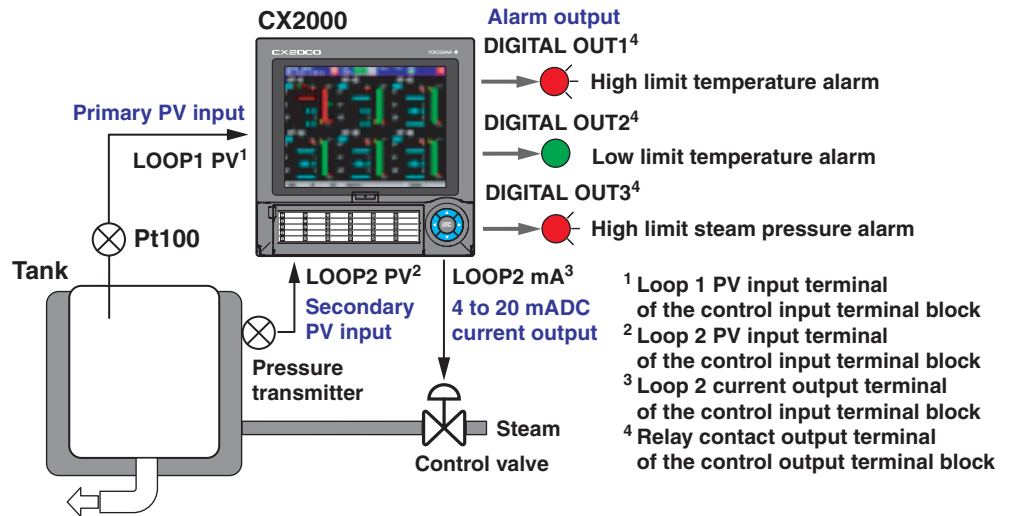 CX2000
Alarm output
DIGITAL OUT1⁴
High limit temperature alarm
DIGITAL OUT2⁴
Low limit temperature alarm
DIGITAL OUT3⁴
High limit steam pressure alarm
Primary PV input
LOOP1 PV¹
Pt100
Tank
LOOP2 PV²
Secondary
PV input
LOOP2 mA³
4 to 20 mADC
current output
Pressure
transmitter
Steam
Control valve
¹ Loop 1 PV input terminal
of the control input terminal block
² Loop 2 PV input terminal
of the control input terminal block
³ Loop 2 current output terminal
of the control input terminal block
⁴ Relay contact output terminal
of the control output terminal block
CX2000
YOKOGAWA